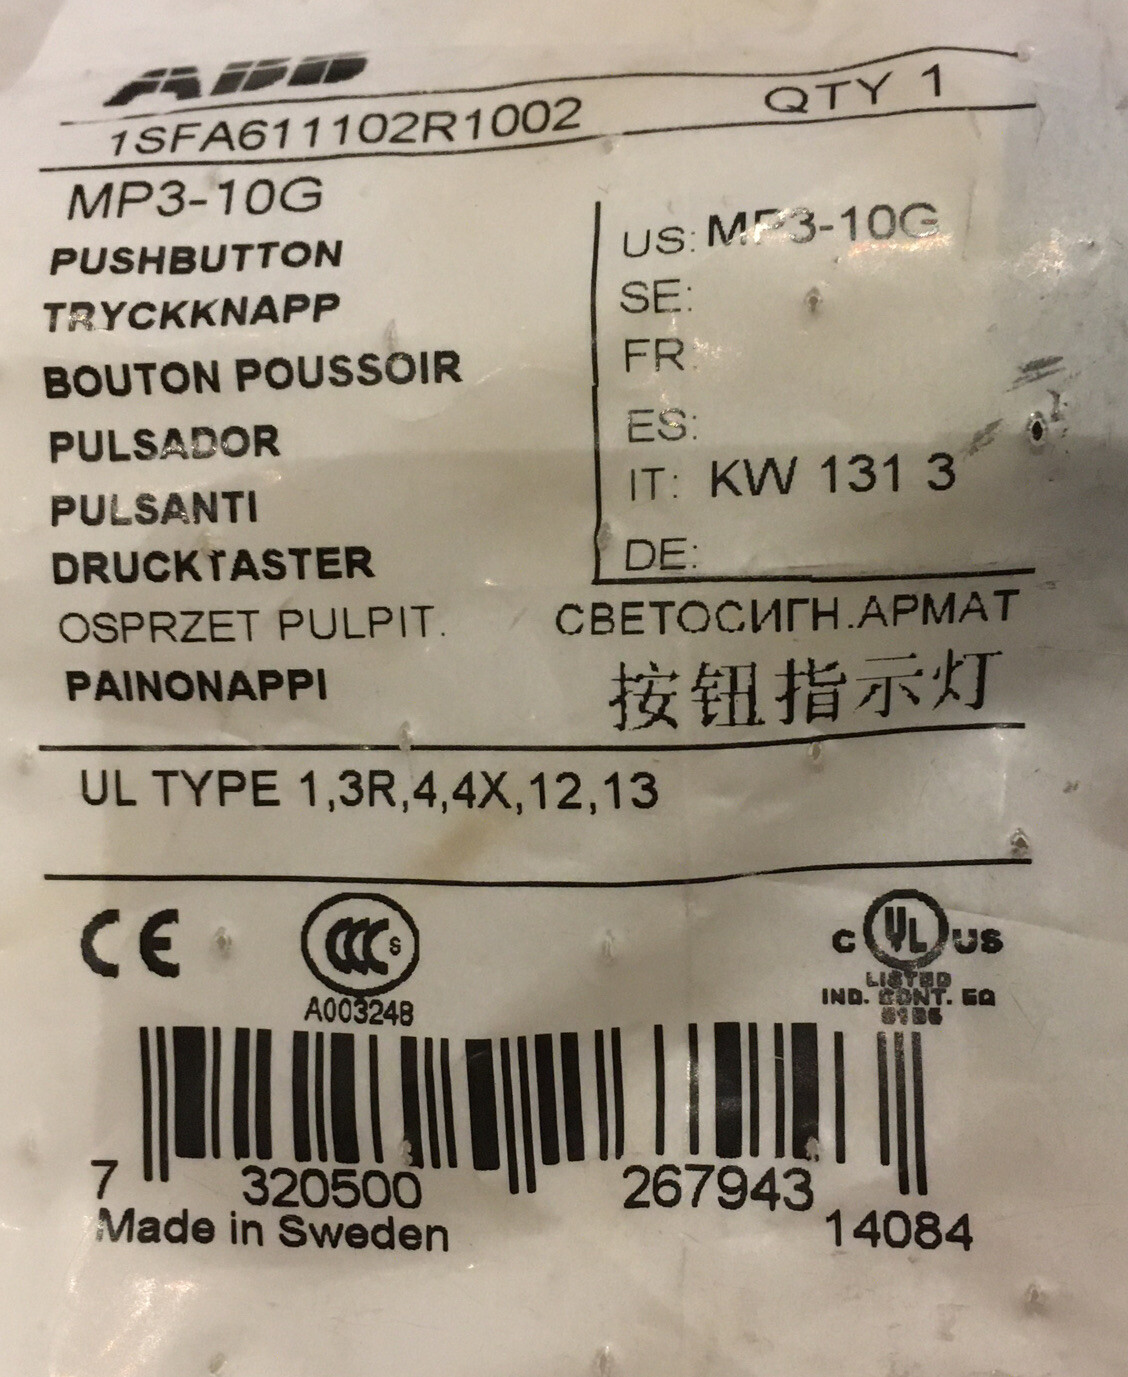 ABB
1SFA611102R1002 QTY 1
MP3-10G
PUSHBUTTON
TRYCKKNAPP
BOUTON POUSSOIR
PULSADOR
PULSANTI
DRUCKTASTER
OSPRZET PULPIT.
PAINONAPPI
US: MP3-10G
SE:
FR
ES:
IT: KW 131 3
DE:
СВЕТОСИГН.АРМАТ
按钮指示灯
UL TYPE 1,3R,4,4X,12,13
CE
CCC S
A003248
C UL US
LISTED
IND. CONT. EQ
7 320500 267943
Made in Sweden 14084